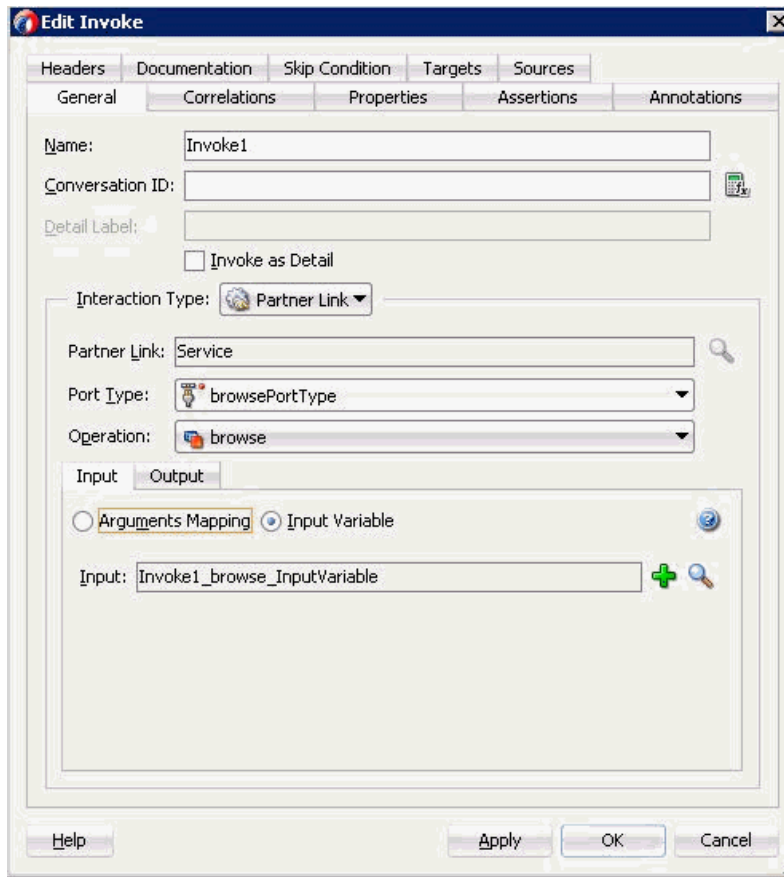 Edit Invoke
Headers Documentation Skip Condition Targets Sources
General Correlations Properties Assertions Annotations
Name: Invoke1
Conversation ID:
Detail Label:
Invoke as Detail
Interaction Type: Partner Link
Partner Link: Service
Port Type: browsePortType
Operation: browse
Input Output
Arguments Mapping Input Variable
Input: Invoke1_browse_InputVariable
Help Apply OK Cancel